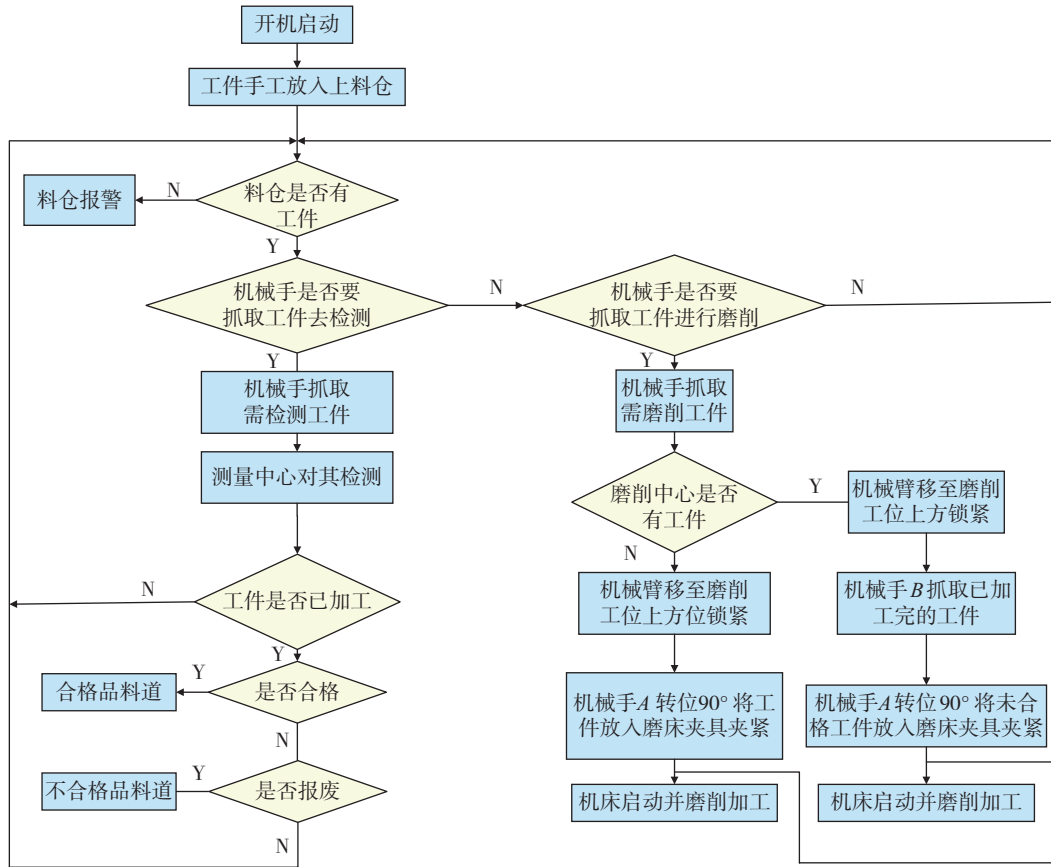 开机启动
工件手工放入上料仓
料仓是否有
工件
N
料仓报警
Y
机械手是否要
抓取工件去检测
N
机械手是否要
抓取工件进行磨削
N
Y
机械手抓取
需检测工件
Y
机械手抓取
需磨削工件
测量中心对其检测
磨削中心是否
有工件
Y
机械臂移至磨削
工位上方锁紧
N
工件是否已加工
N
机械臂移至磨削
工位上方位锁紧
机械手B抓取已加
工完的工件
Y
是否合格
Y
合格品料道
机械手A 转位90° 将工
件放入磨床夹具夹紧
机械手A 转位 90° 将未合
格工件放入磨床夹具夹紧
N
是否报废
Y
不合格品料道
机床启动并磨削加工
机床启动并磨削加工
N